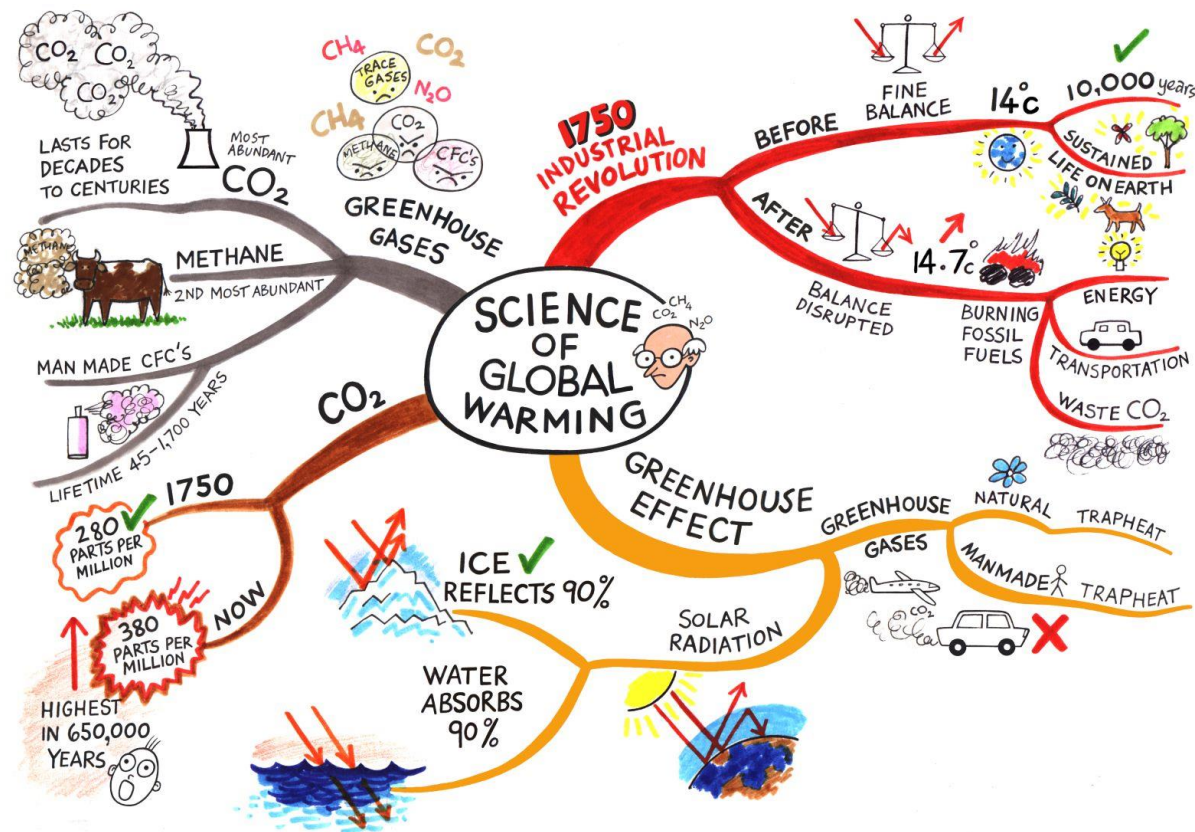 SCIENCE
OF
GLOBAL
WARMING
CH4
CO2
N2O
1750
INDUSTRIAL
REVOLUTION
BEFORE
FINE
BALANCE
14°c
10,000 years
SUSTAINED
LIFE ON EARTH
AFTER
BALANCE
DISRUPTED
14.7°c
BURNING
FOSSIL
FUELS
ENERGY
TRANSPORTATION
WASTE CO2
GREENHOUSE
EFFECT
GREENHOUSE
GASES
NATURAL
TRAPHEAT
MANMADE
TRAPHEAT
CO2
SOLAR
RADIATION
ICE
REFLECTS 90%
WATER
ABSORBS
90%
CO2
1750
280
PARTS PER
MILLION
NOW
380
PARTS PER
MILLION
HIGHEST
IN 650,000
YEARS
GREENHOUSE
GASES
CH4
CO2
TRACE
GASES
N2O
CH4
CO2
METHANE
CFC's
CO2
MOST
ABUNDANT
CO2 CO2
CO2
LASTS FOR
DECADES
TO CENTURIES
METHANE
2ND MOST ABUNDANT
METHANE
MAN MADE CFC's
LIFETIME 45-1,700 YEARS